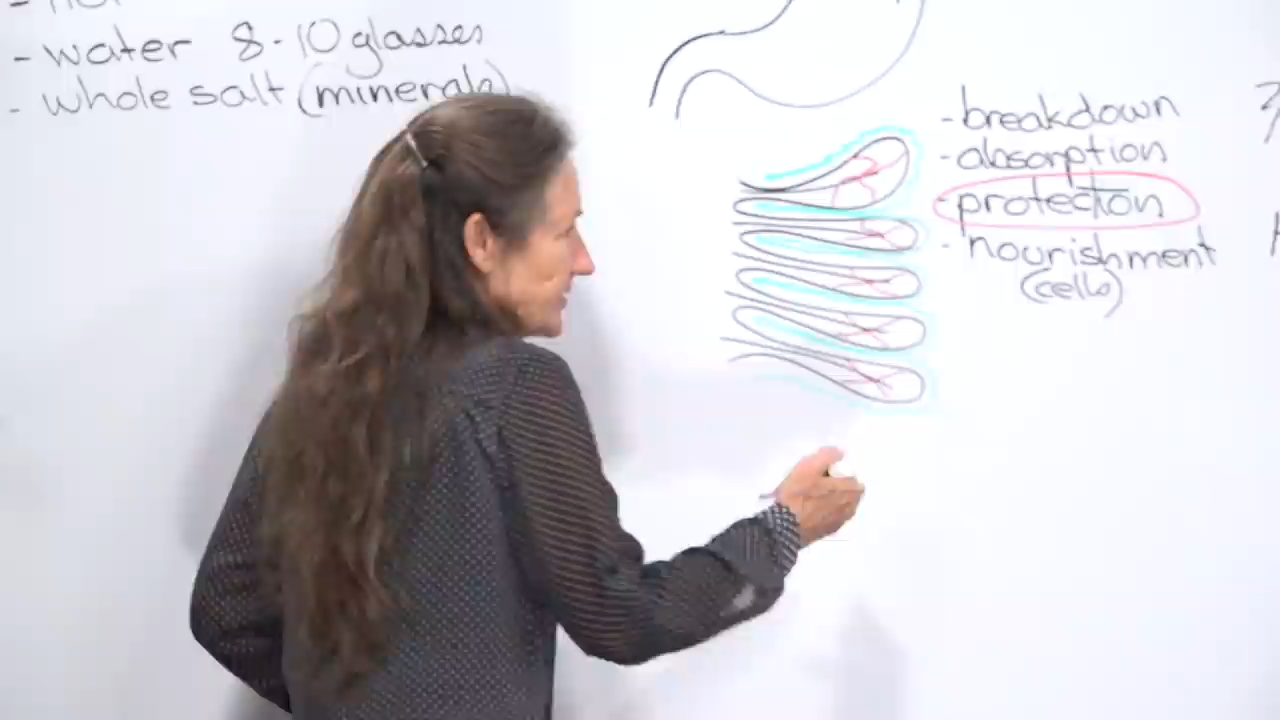 - water 8-10 glasses
- whole salt (minerals)
- breakdown
- absorption
- protection
- nourishment
(cells)